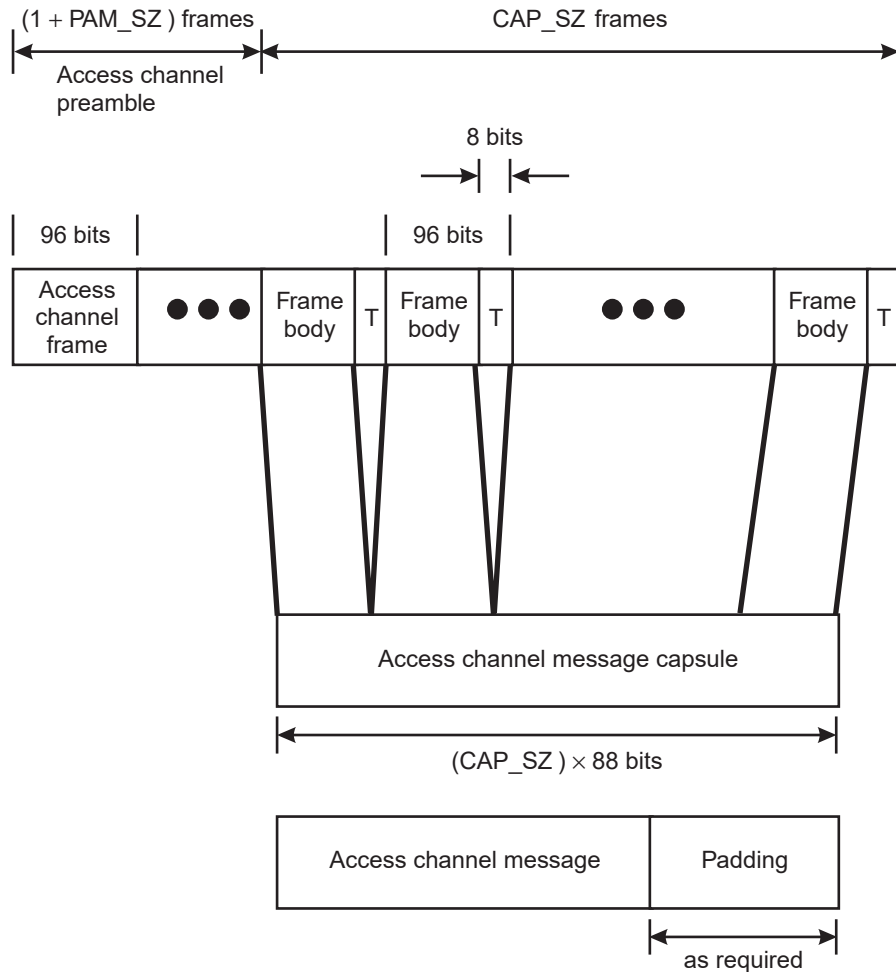 (1 + PAM_SZ ) frames
CAP_SZ frames
Access channel
preamble
8 bits
96 bits
96 bits
Access
channel
frame
Frame
body
T
Frame
body
T
Frame
body
T
Access channel message capsule
(CAP_SZ ) × 88 bits
Access channel message
Padding
as required